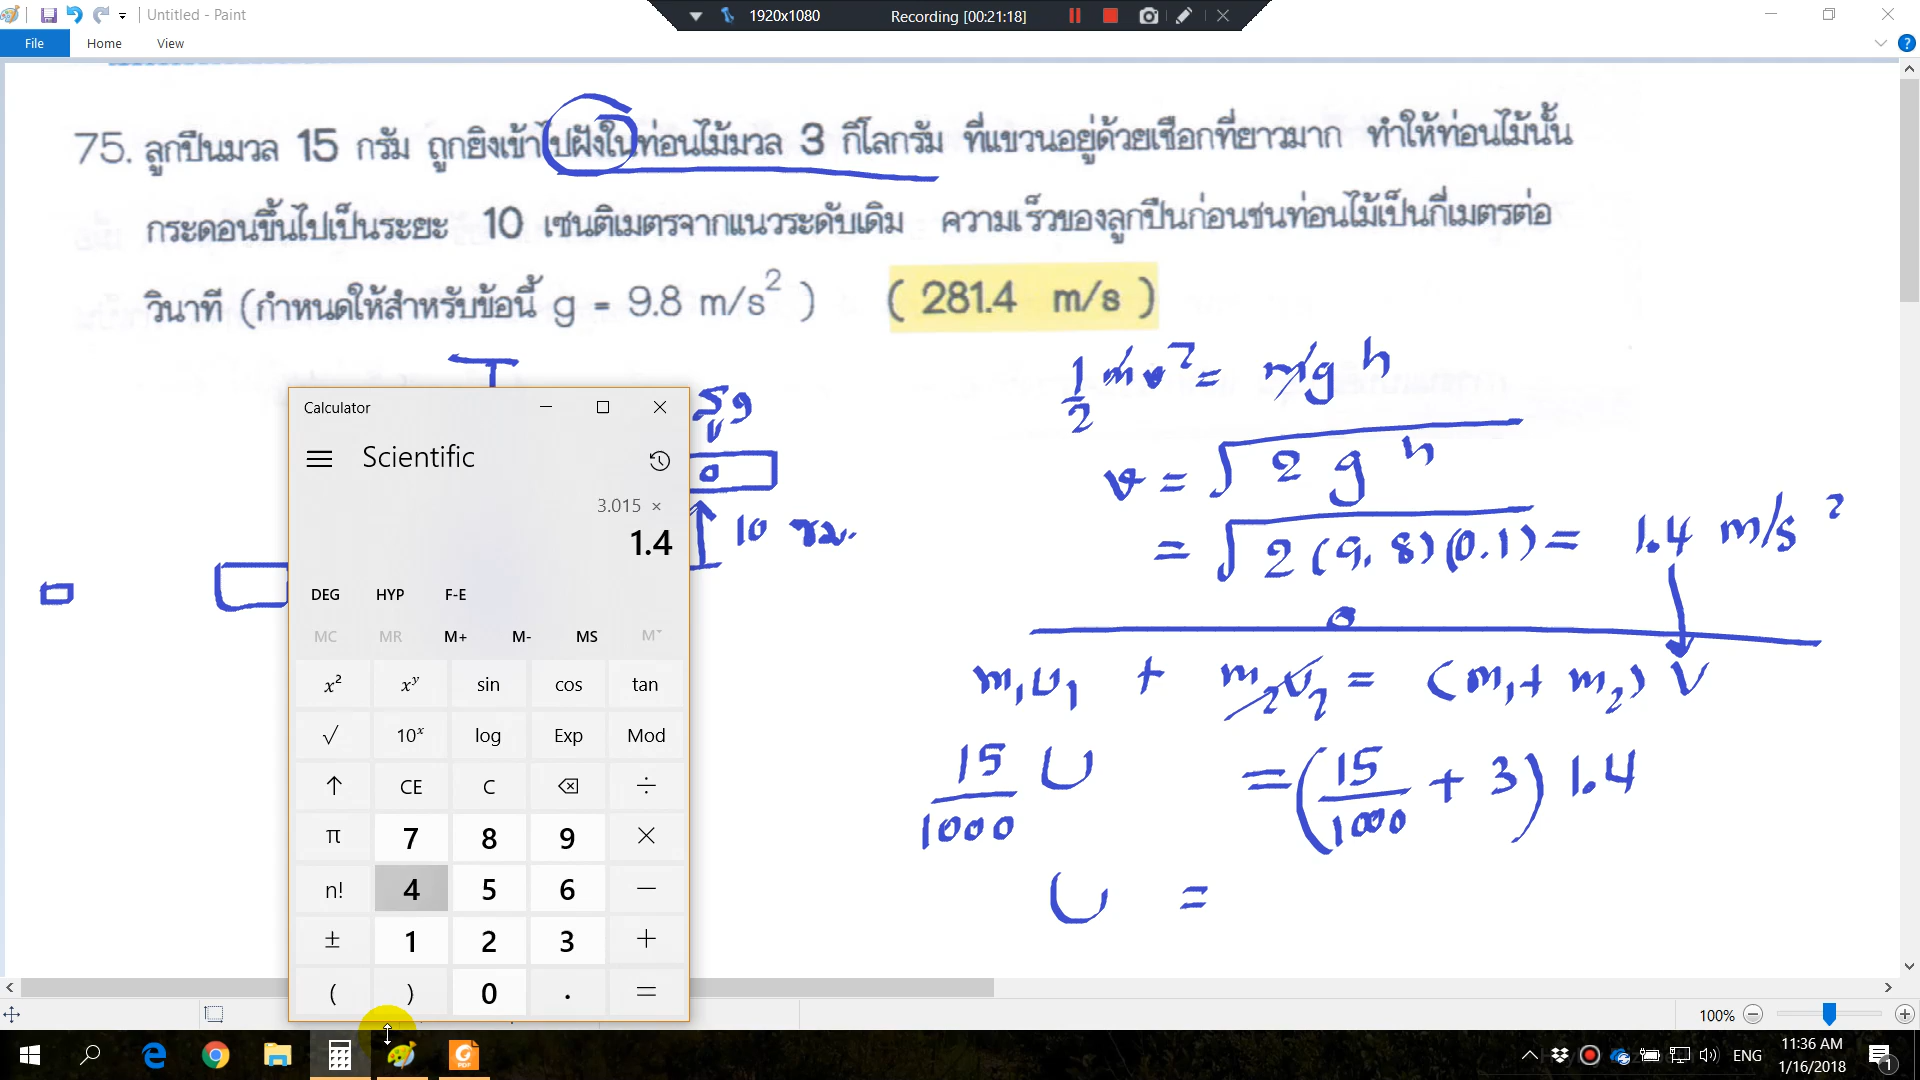 Untitled - Paint
1920x1080
Recording [00:21:18]
File
Home
View
75. ลูกปืนมวล 15 กรัม ถูกยิงเข้าไปฝังในท่อนไม้มวล 3 กิโลกรัม ที่แขวนอยู่ด้วยเชือกที่ยาวมาก ทำให้ท่อนไม้นั้น
กระดอนขึ้นไปเป็นระยะ 10 เซนติเมตรจากแนวระดับเดิม ความเร็วของลูกปืนก่อนชนท่อนไม้เป็นกี่เมตรต่อ
วินาที (กำหนดให้สำหรับข้อนี้ g = 9.8 m/s² ) ( 281.4 m/s )
1/2 mv² = mgh
v = √2gh
= √2(9.8)(0.1) = 1.4 m/s²
0
m₁u₁ + m₂u₂ = (m₁+m₂) V
15/1000 U = (15/1000 + 3) 1.4
U =
10 ซม.
Calculator
Scientific
3.015 ×
1.4
DEG HYP F-E
MC MR M+ M- MS M˅
x² xʸ sin cos tan
√ 10ˣ log Exp Mod
↑ CE C ⌫ ÷
π 7 8 9 ×
n! 4 5 6 −
± 1 2 3 +
( ) 0 . =
100%
ENG
11:36 AM
1/16/2018
1